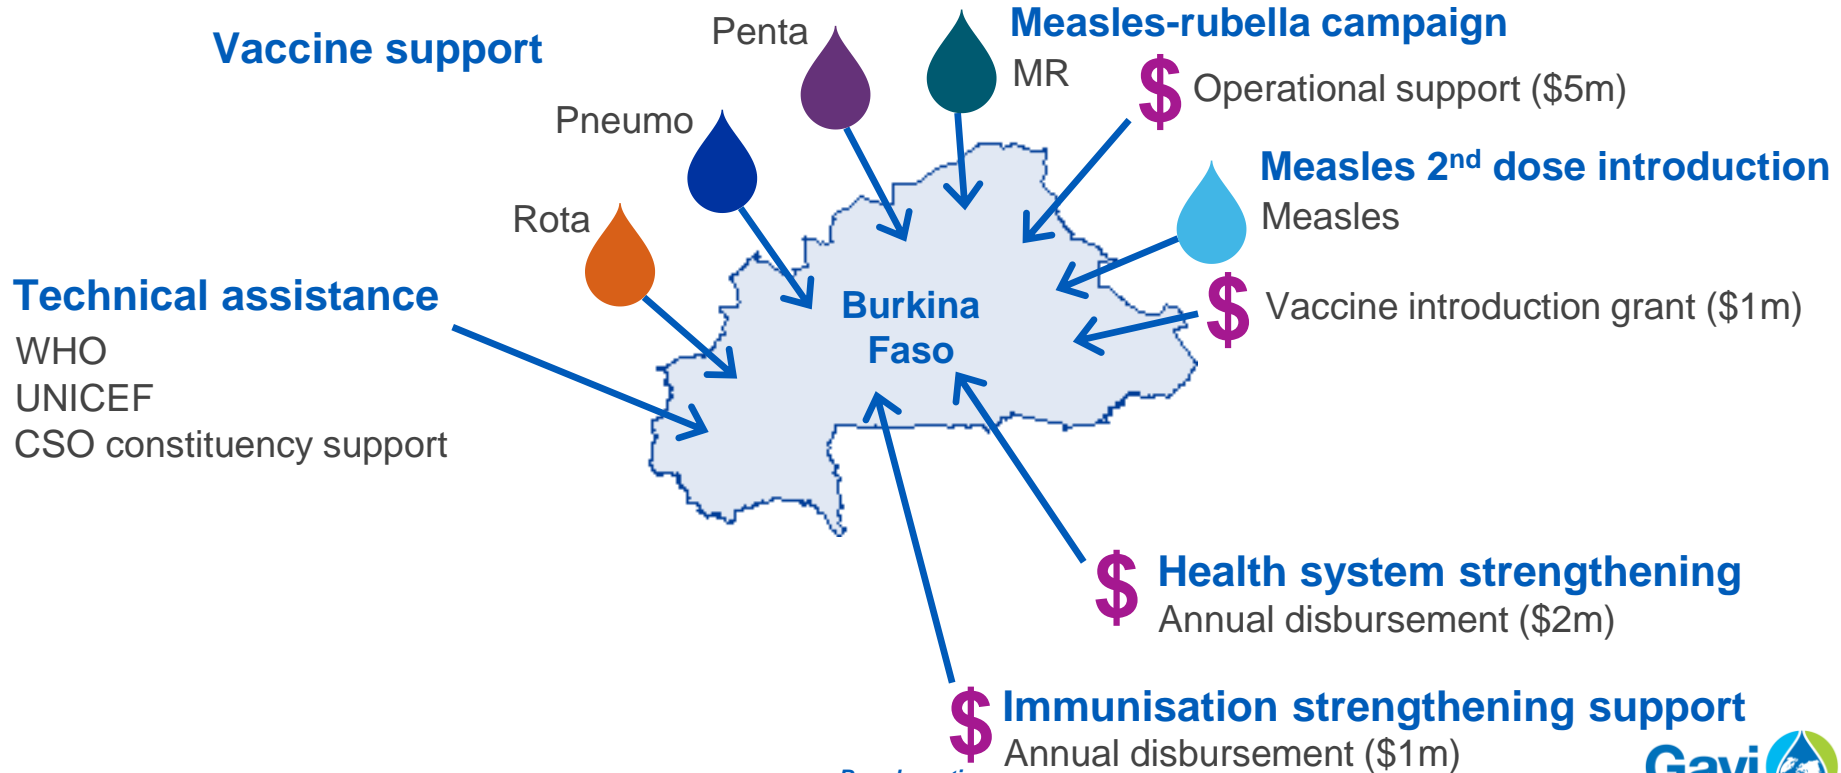 Vaccine support
Penta
Measles-rubella campaign
MR
$ Operational support ($5m)
Pneumo
Measles 2nd dose introduction
Measles
Rota
$ Vaccine introduction grant ($1m)
Technical assistance
WHO
UNICEF
CSO constituency support
Burkina
Faso
$ Health system strengthening
Annual disbursement ($2m)
$ Immunisation strengthening support
Annual disbursement ($1m)
Gavi